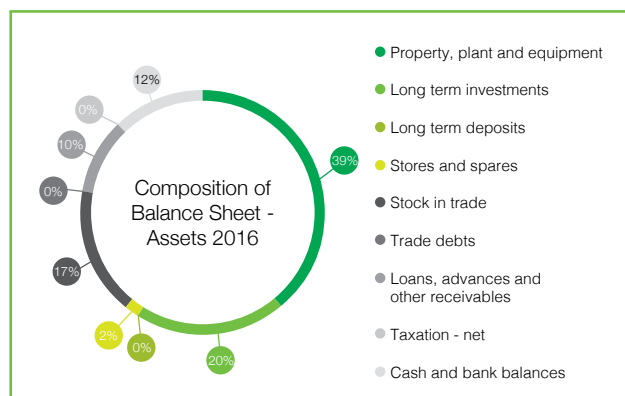 12%
0%
10%
0%
17%
2%
0%
20%
39%
Composition of
Balance Sheet -
Assets 2016
Property, plant and equipment
Long term investments
Long term deposits
Stores and spares
Stock in trade
Trade debts
Loans, advances and
other receivables
Taxation - net
Cash and bank balances